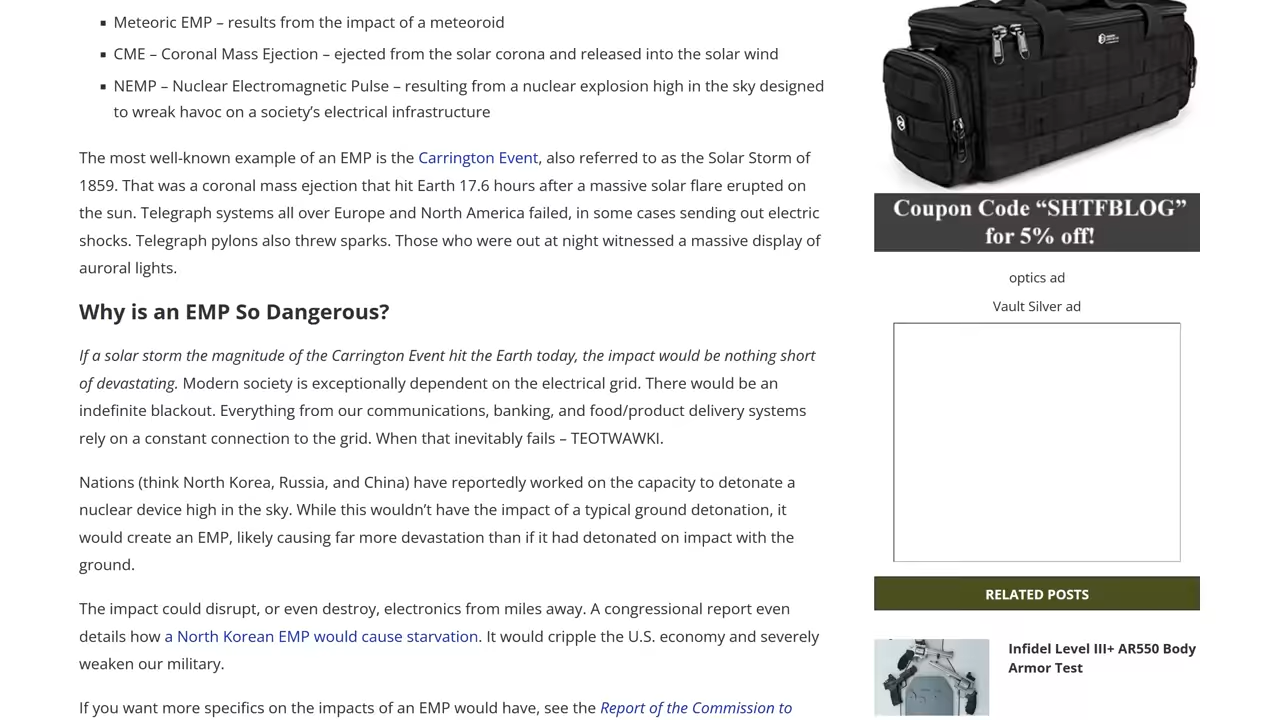 Meteoric EMP – results from the impact of a meteoroid
CME – Coronal Mass Ejection – ejected from the solar corona and released into the solar wind
NEMP – Nuclear Electromagnetic Pulse – resulting from a nuclear explosion high in the sky designed
to wreak havoc on a society’s electrical infrastructure
The most well-known example of an EMP is the Carrington Event, also referred to as the Solar Storm of
1859. That was a coronal mass ejection that hit Earth 17.6 hours after a massive solar flare erupted on
the sun. Telegraph systems all over Europe and North America failed, in some cases sending out electric
shocks. Telegraph pylons also threw sparks. Those who were out at night witnessed a massive display of
auroral lights.
Why is an EMP So Dangerous?
If a solar storm the magnitude of the Carrington Event hit the Earth today, the impact would be nothing short
of devastating. Modern society is exceptionally dependent on the electrical grid. There would be an
indefinite blackout. Everything from our communications, banking, and food/product delivery systems
rely on a constant connection to the grid. When that inevitably fails – TEOTWAWKI.
Nations (think North Korea, Russia, and China) have reportedly worked on the capacity to detonate a
nuclear device high in the sky. While this wouldn’t have the impact of a typical ground detonation, it
would create an EMP, likely causing far more devastation than if it had detonated on impact with the
ground.
The impact could disrupt, or even destroy, electronics from miles away. A congressional report even
details how a North Korean EMP would cause starvation. It would cripple the U.S. economy and severely
weaken our military.
If you want more specifics on the impacts of an EMP would have, see the Report of the Commission to
Coupon Code “SHTFBLOG”
for 5% off!
optics ad
Vault Silver ad
RELATED POSTS
Infidel Level III+ AR550 Body
Armor Test